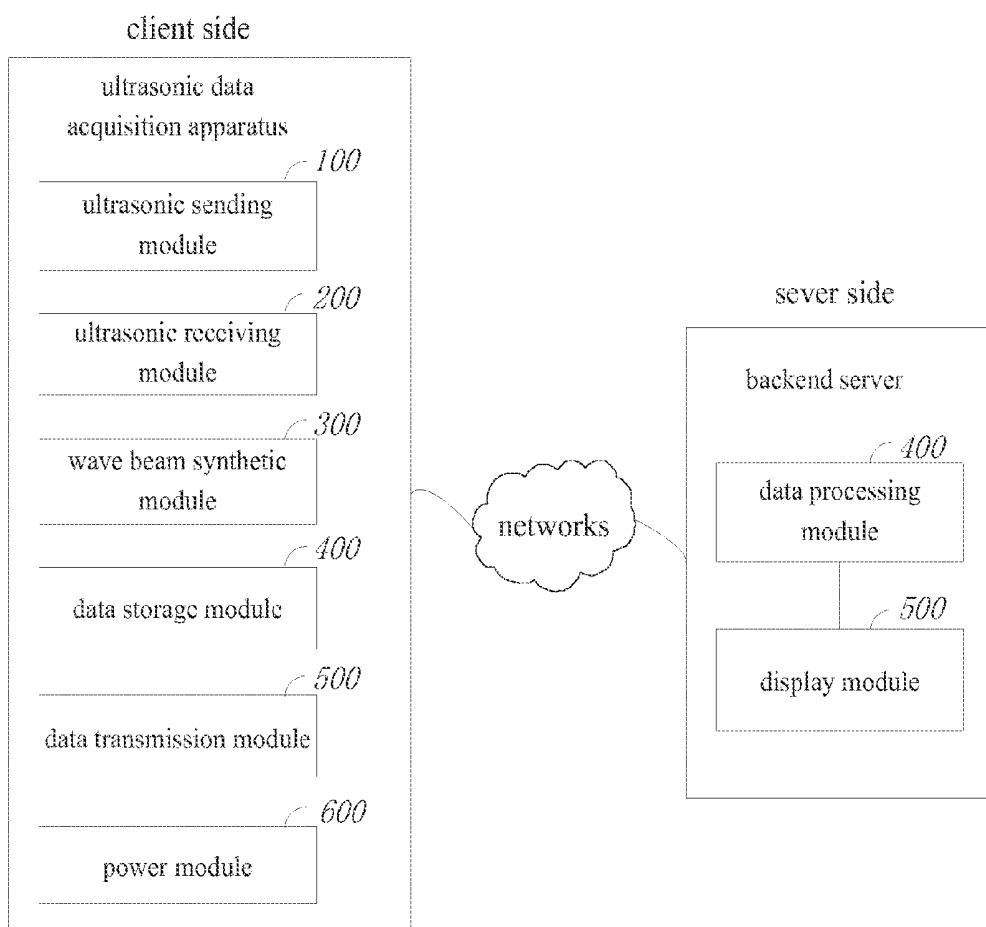 client side
ultrasonic data
acquisition apparatus
100
ultrasonic sending
module
200
ultrasonic receiving
module
300
wave beam synthetic
module
400
data storage module
500
data transmission module
600
power module
networks
sever side
backend server
400
data processing
module
500
display module